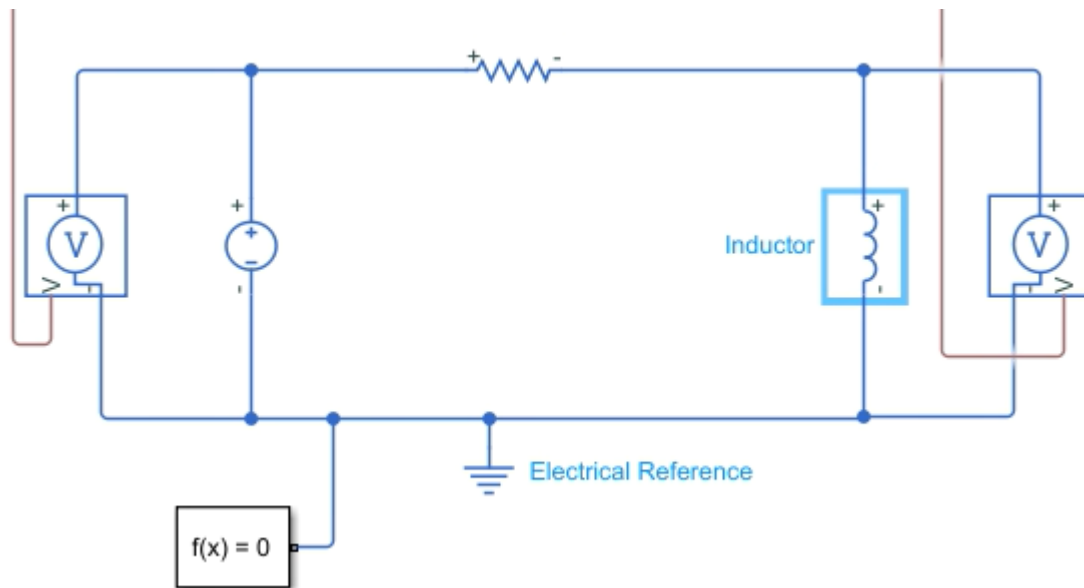 + -
+ + + +
V + Inductor V
V - - - - V
Electrical Reference
f(x) = 0